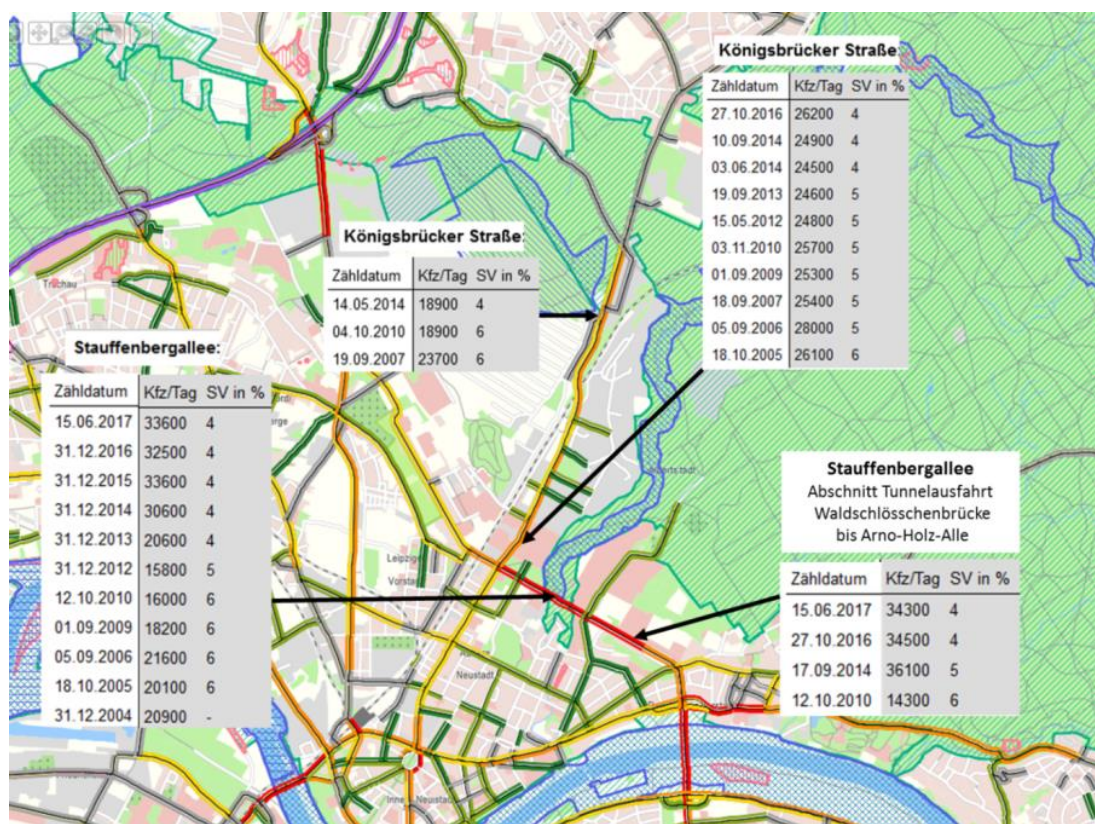 Königsbrücker Straße
Zähldatum Kfz/Tag SV in %
27.10.2016 26200 4
10.09.2014 24900 4
03.06.2014 24500 4
19.09.2013 24600 5
15.05.2012 24800 5
03.11.2010 25700 5
01.09.2009 25300 5
18.09.2007 25400 5
05.09.2006 28000 5
18.10.2005 26100 6
Königsbrücker Straße:
Zähldatum Kfz/Tag SV in %
14.05.2014 18900 4
04.10.2010 18900 6
19.09.2007 23700 6
Stauffenbergallee:
Zähldatum Kfz/Tag SV in %
15.06.2017 33600 4
31.12.2016 32500 4
31.12.2015 33600 4
31.12.2014 30600 4
31.12.2013 20600 4
31.12.2012 15800 5
12.10.2010 16000 6
01.09.2009 18200 6
05.09.2006 21600 6
18.10.2005 20100 6
31.12.2004 20900 -
Stauffenbergallee
Abschnitt Tunnelausfahrt
Waldschlösschenbrücke
bis Arno-Holz-Alle
Zähldatum Kfz/Tag SV in %
15.06.2017 34300 4
27.10.2016 34500 4
17.09.2014 36100 5
12.10.2010 14300 6
Leipziger
Vorstadt
Neustadt